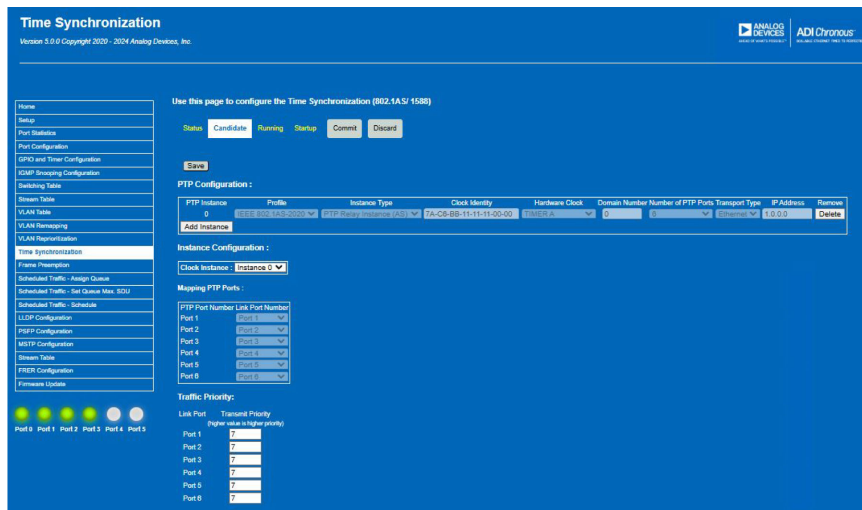 Time Synchronization
Version 5.0.0 Copyright 2020 - 2024 Analog Devices, Inc.
ANALOG DEVICES
AHEAD OF WHAT'S POSSIBLE™
ADI Chronous™
Home
Setup
Port Statistics
Port Configuration
GPIO and Timer Configuration
IGMP Snooping Configuration
Switching Table
Stream Table
VLAN Table
VLAN Remapping
VLAN Reprioritization
Time Synchronization
Frame Preemption
Scheduled Traffic - Assign Queue
Scheduled Traffic - Set Queue Max. SDU
Scheduled Traffic - Schedule
LLDP Configuration
PSFP Configuration
MSTP Configuration
Stream Table
FRER Configuration
Firmware Update
Port 0 Port 1 Port 2 Port 3 Port 4 Port 5
Use this page to configure the Time Synchronization (802.1AS/ 1588)
Status Candidate Running Startup Commit Discard
Save
PTP Configuration :
PTP Instance Profile Instance Type Clock Identity Hardware Clock Domain Number Number of PTP Ports Transport Type IP Address Remove
0 IEEE 802.1AS-2020 PTP Relay Instance (AS) 7A-C6-BB-11-11-11-00-00 TIMER A 0 6 Ethernet 1.0.0.0 Delete
Add Instance
Instance Configuration :
Clock Instance : Instance 0
Mapping PTP Ports :
PTP Port Number Link Port Number
Port 1 Port 1
Port 2 Port 2
Port 3 Port 3
Port 4 Port 4
Port 5 Port 5
Port 6 Port 6
Traffic Priority:
Link Port Transmit Priority
(higher value is higher priority)
Port 1 7
Port 2 7
Port 3 7
Port 4 7
Port 5 7
Port 6 7